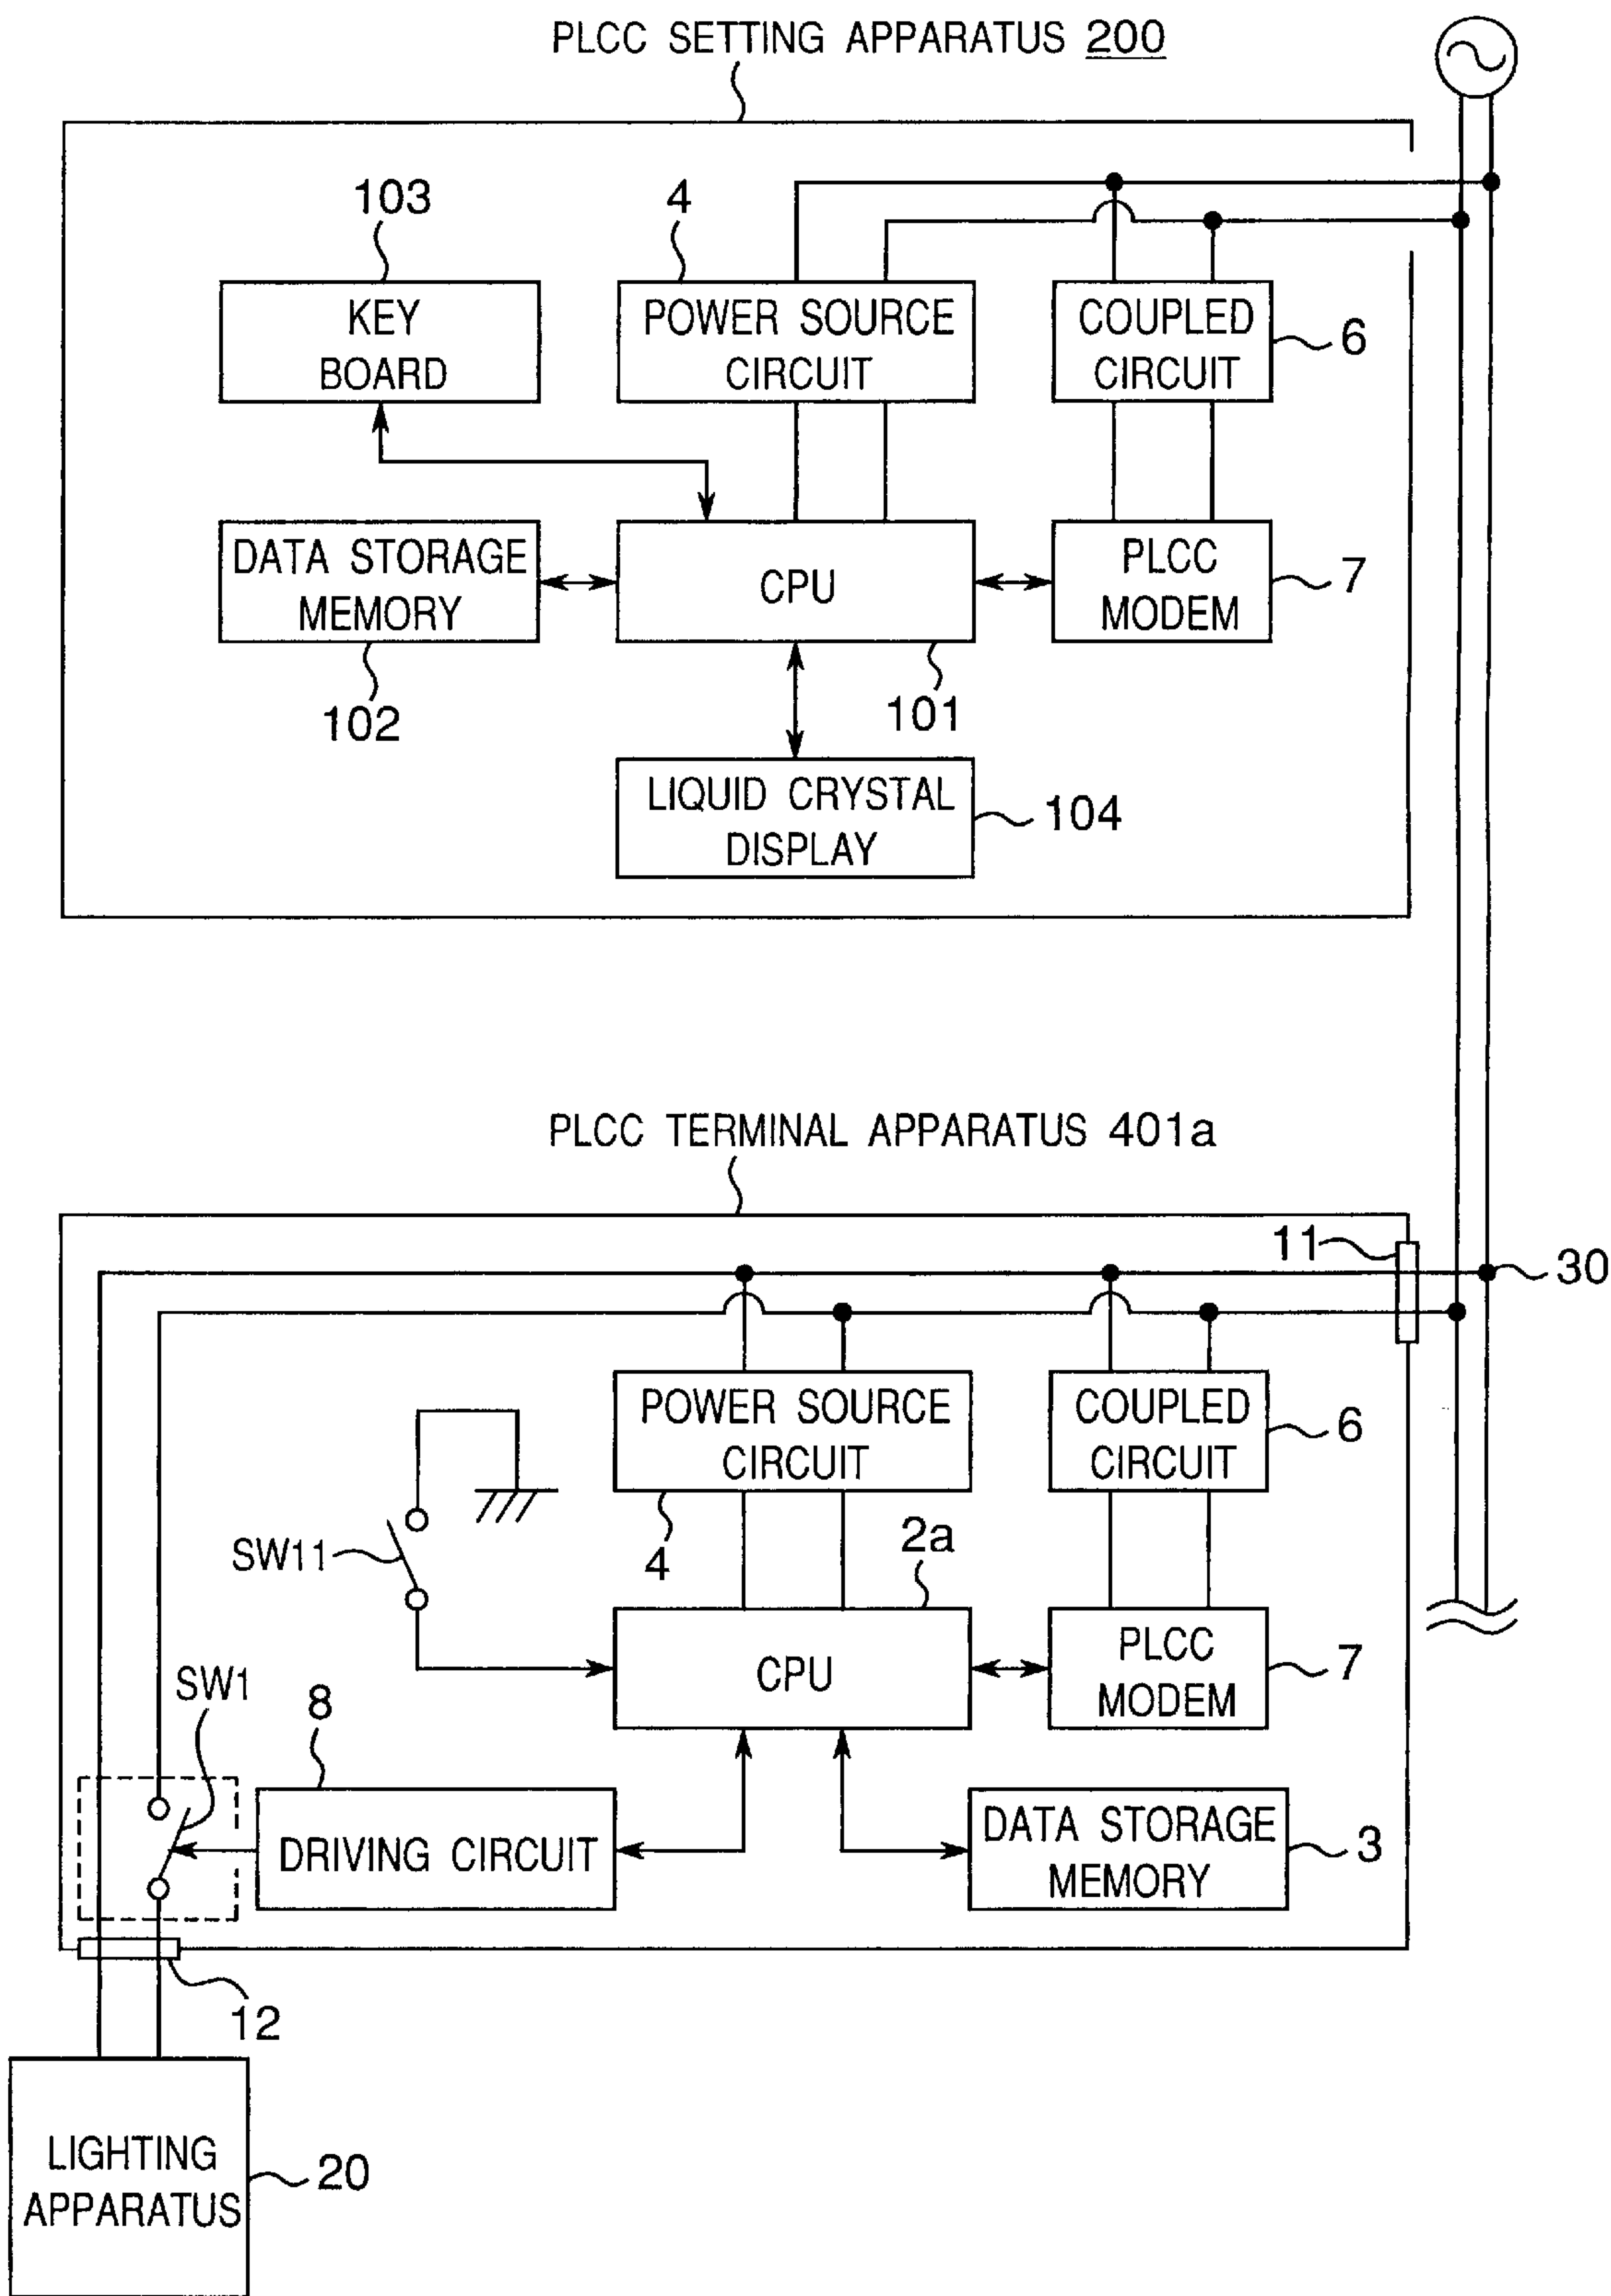 PLCC SETTING APPARATUS 200
103
4
KEY
BOARD
POWER SOURCE
CIRCUIT
COUPLED
CIRCUIT
6
DATA STORAGE
MEMORY
CPU
PLCC
MODEM
7
102
101
LIQUID CRYSTAL
DISPLAY
104
PLCC TERMINAL APPARATUS 401a
11
30
POWER SOURCE
CIRCUIT
COUPLED
CIRCUIT
6
SW11
4
2a
CPU
PLCC
MODEM
7
SW1
8
DRIVING CIRCUIT
DATA STORAGE
MEMORY
3
12
LIGHTING
APPARATUS
20